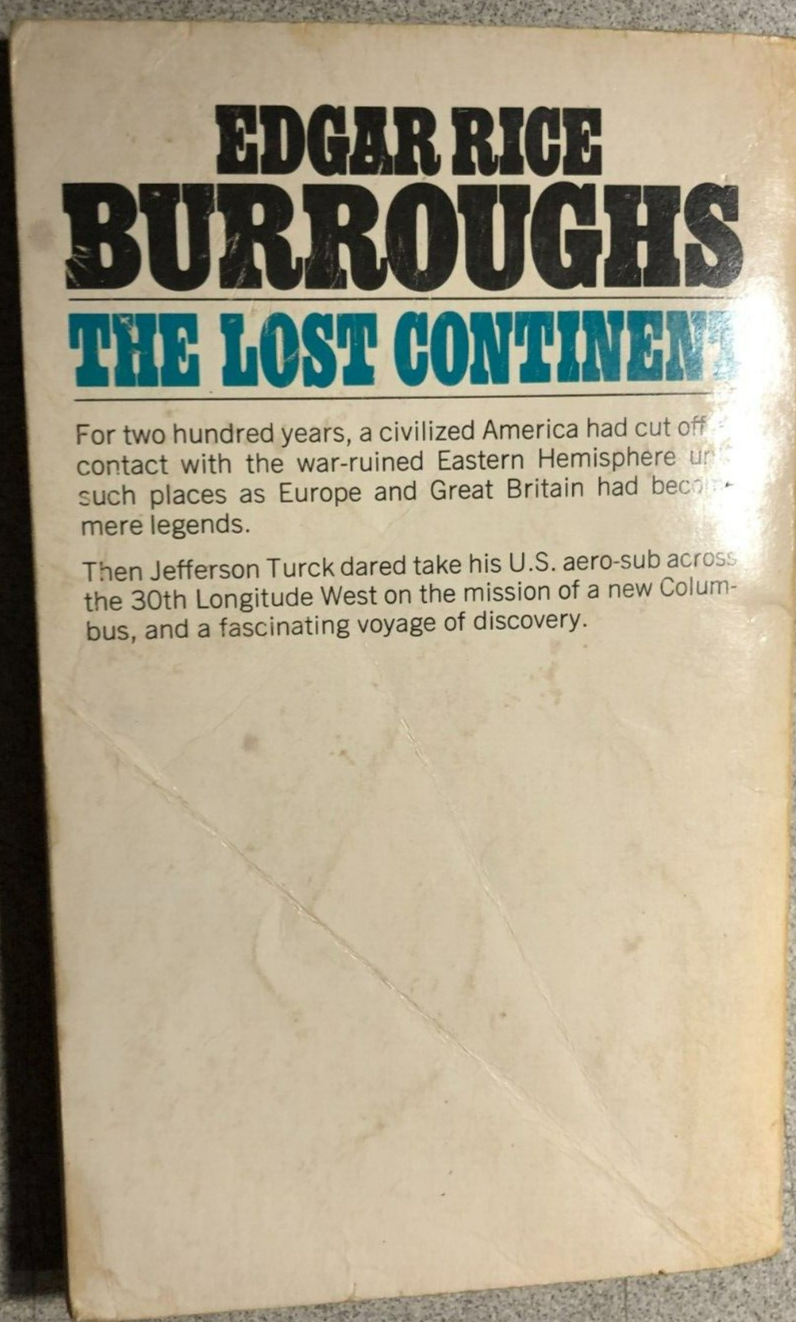 EDGAR RICE
BURROUGHS
THE LOST CONTINENT
For two hundred years, a civilized America had cut off
contact with the war-ruined Eastern Hemisphere
such places as Europe and Great Britain had
mere legends.
Then Jefferson Turck dared take his U.S. aero-sub across
the 30th Longitude West on the mission of a new Colum-
bus, and a fascinating voyage of discovery.